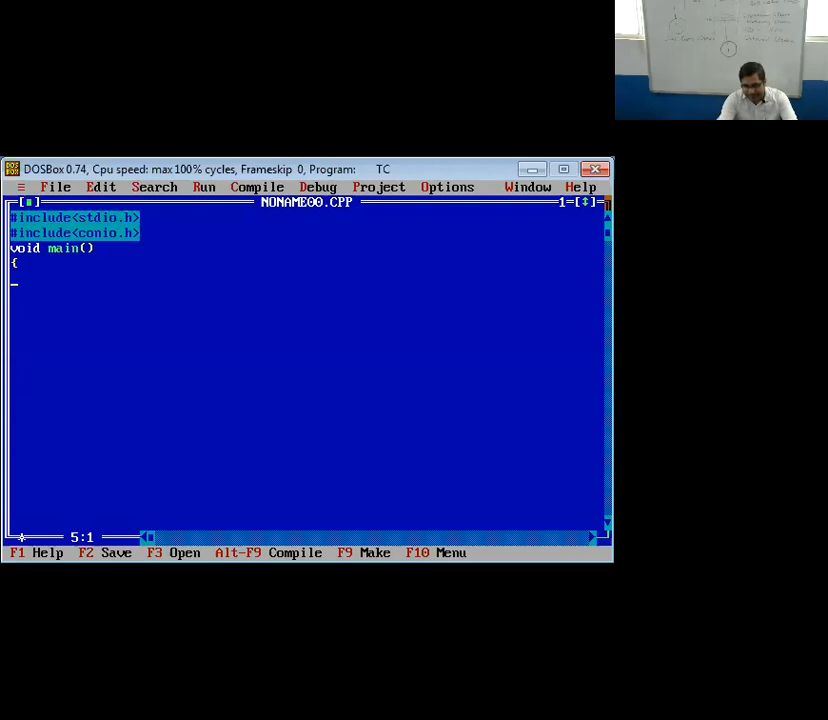 DOSBox 0.74, Cpu speed: max 100% cycles, Frameskip 0, Program: TC
≡ File Edit Search Run Compile Debug Project Options Window Help
[■] NONAME00.CPP 1=[↕]
#include<stdio.h>
#include<conio.h>
void main()
{
* 5:1
F1 Help F2 Save F3 Open Alt-F9 Compile F9 Make F10 Menu